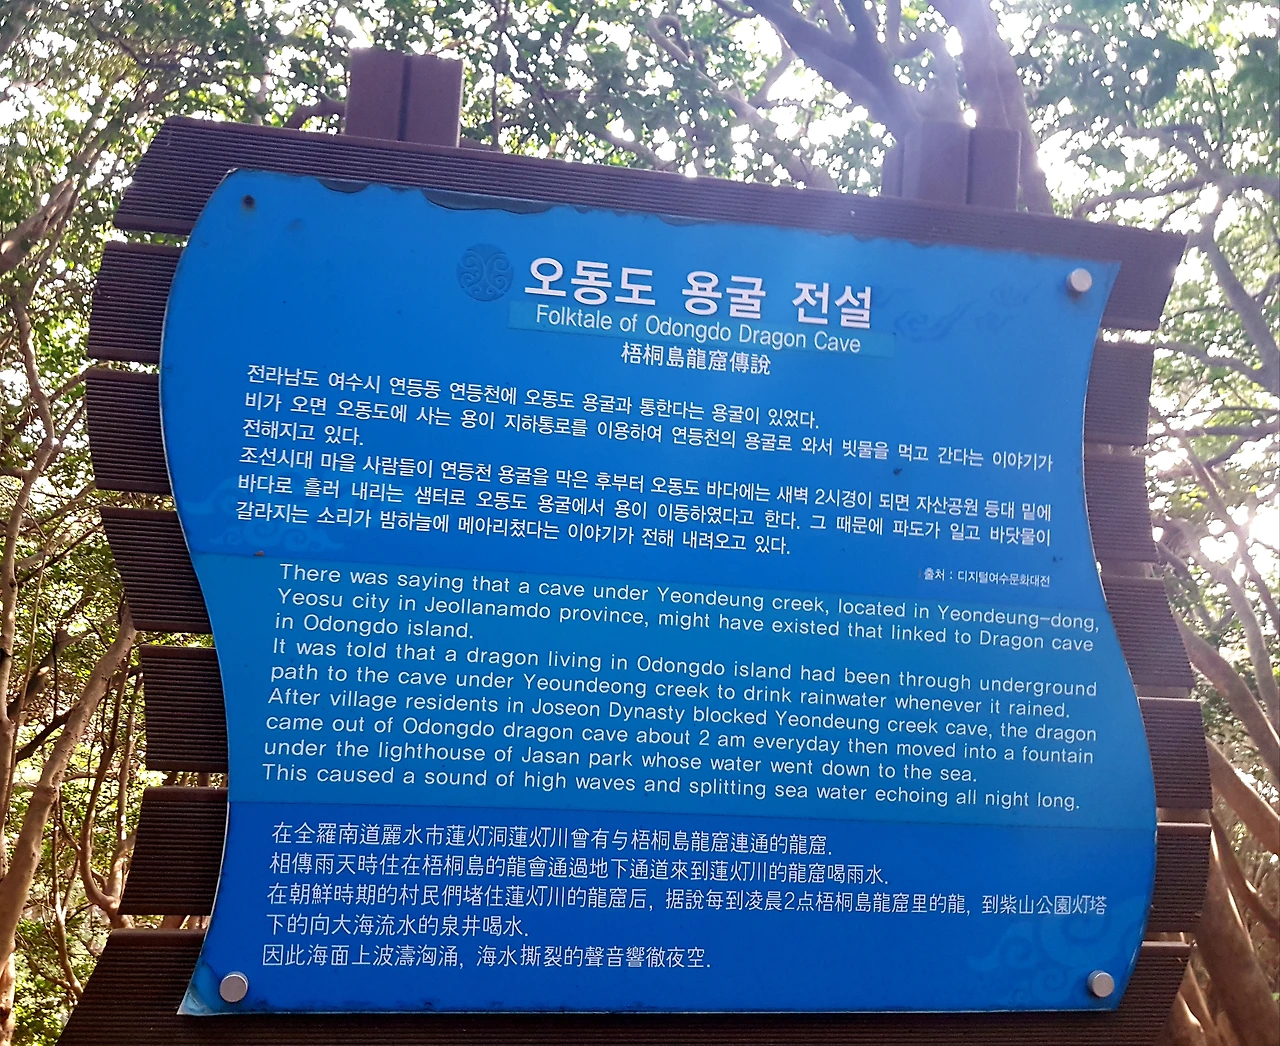 오동도 용굴 전설
Folktale of Odongdo Dragon Cave
梧桐島龍窟傳說
전라남도 여수시 연등동 연등천에 오동도 용굴과 통한다는 용굴이 있었다.
비가 오면 오동도에 사는 용이 지하통로를 이용하여 연등천의 용굴로 와서 빗물을 먹고 간다는 이야기가
전해지고 있다.
조선시대 마을 사람들이 연등천 용굴을 막은 후부터 오동도 바다에는 새벽 2시경이 되면 자산공원 등대 밑에
바다로 흘러 내리는 샘터로 오동도 용굴에서 용이 이동하였다고 한다. 그 때문에 파도가 일고 바닷물이
갈라지는 소리가 밤하늘에 메아리쳤다는 이야기가 전해 내려오고 있다.
출처 : 디지털여수문화대전
There was saying that a cave under Yeondeung creek, located in Yeondeung-dong,
Yeosu city in Jeollanamdo province, might have existed that linked to Dragon cave
in Odongdo island.
It was told that a dragon living in Odongdo island had been through underground
path to the cave under Yeoundeong creek to drink rainwater whenever it rained.
After village residents in Joseon Dynasty blocked Yeondeung creek cave, the dragon
came out of Odongdo dragon cave about 2 am everyday then moved into a fountain
under the lighthouse of Jasan park whose water went down to the sea.
This caused a sound of high waves and splitting sea water echoing all night long.
在全羅南道麗水市蓮灯洞蓮灯川曾有与梧桐島龍窟連通的龍窟.
相傳雨天時住在梧桐島的龍會通過地下通道來到蓮灯川的龍窟喝雨水.
在朝鮮時期的村民們堵住蓮灯川的龍窟后, 据說每到凌晨2点梧桐島龍窟里的龍, 到紫山公園灯塔
下的向大海流水的泉井喝水.
因此海面上波濤洶涌, 海水撕裂的聲音響徹夜空.